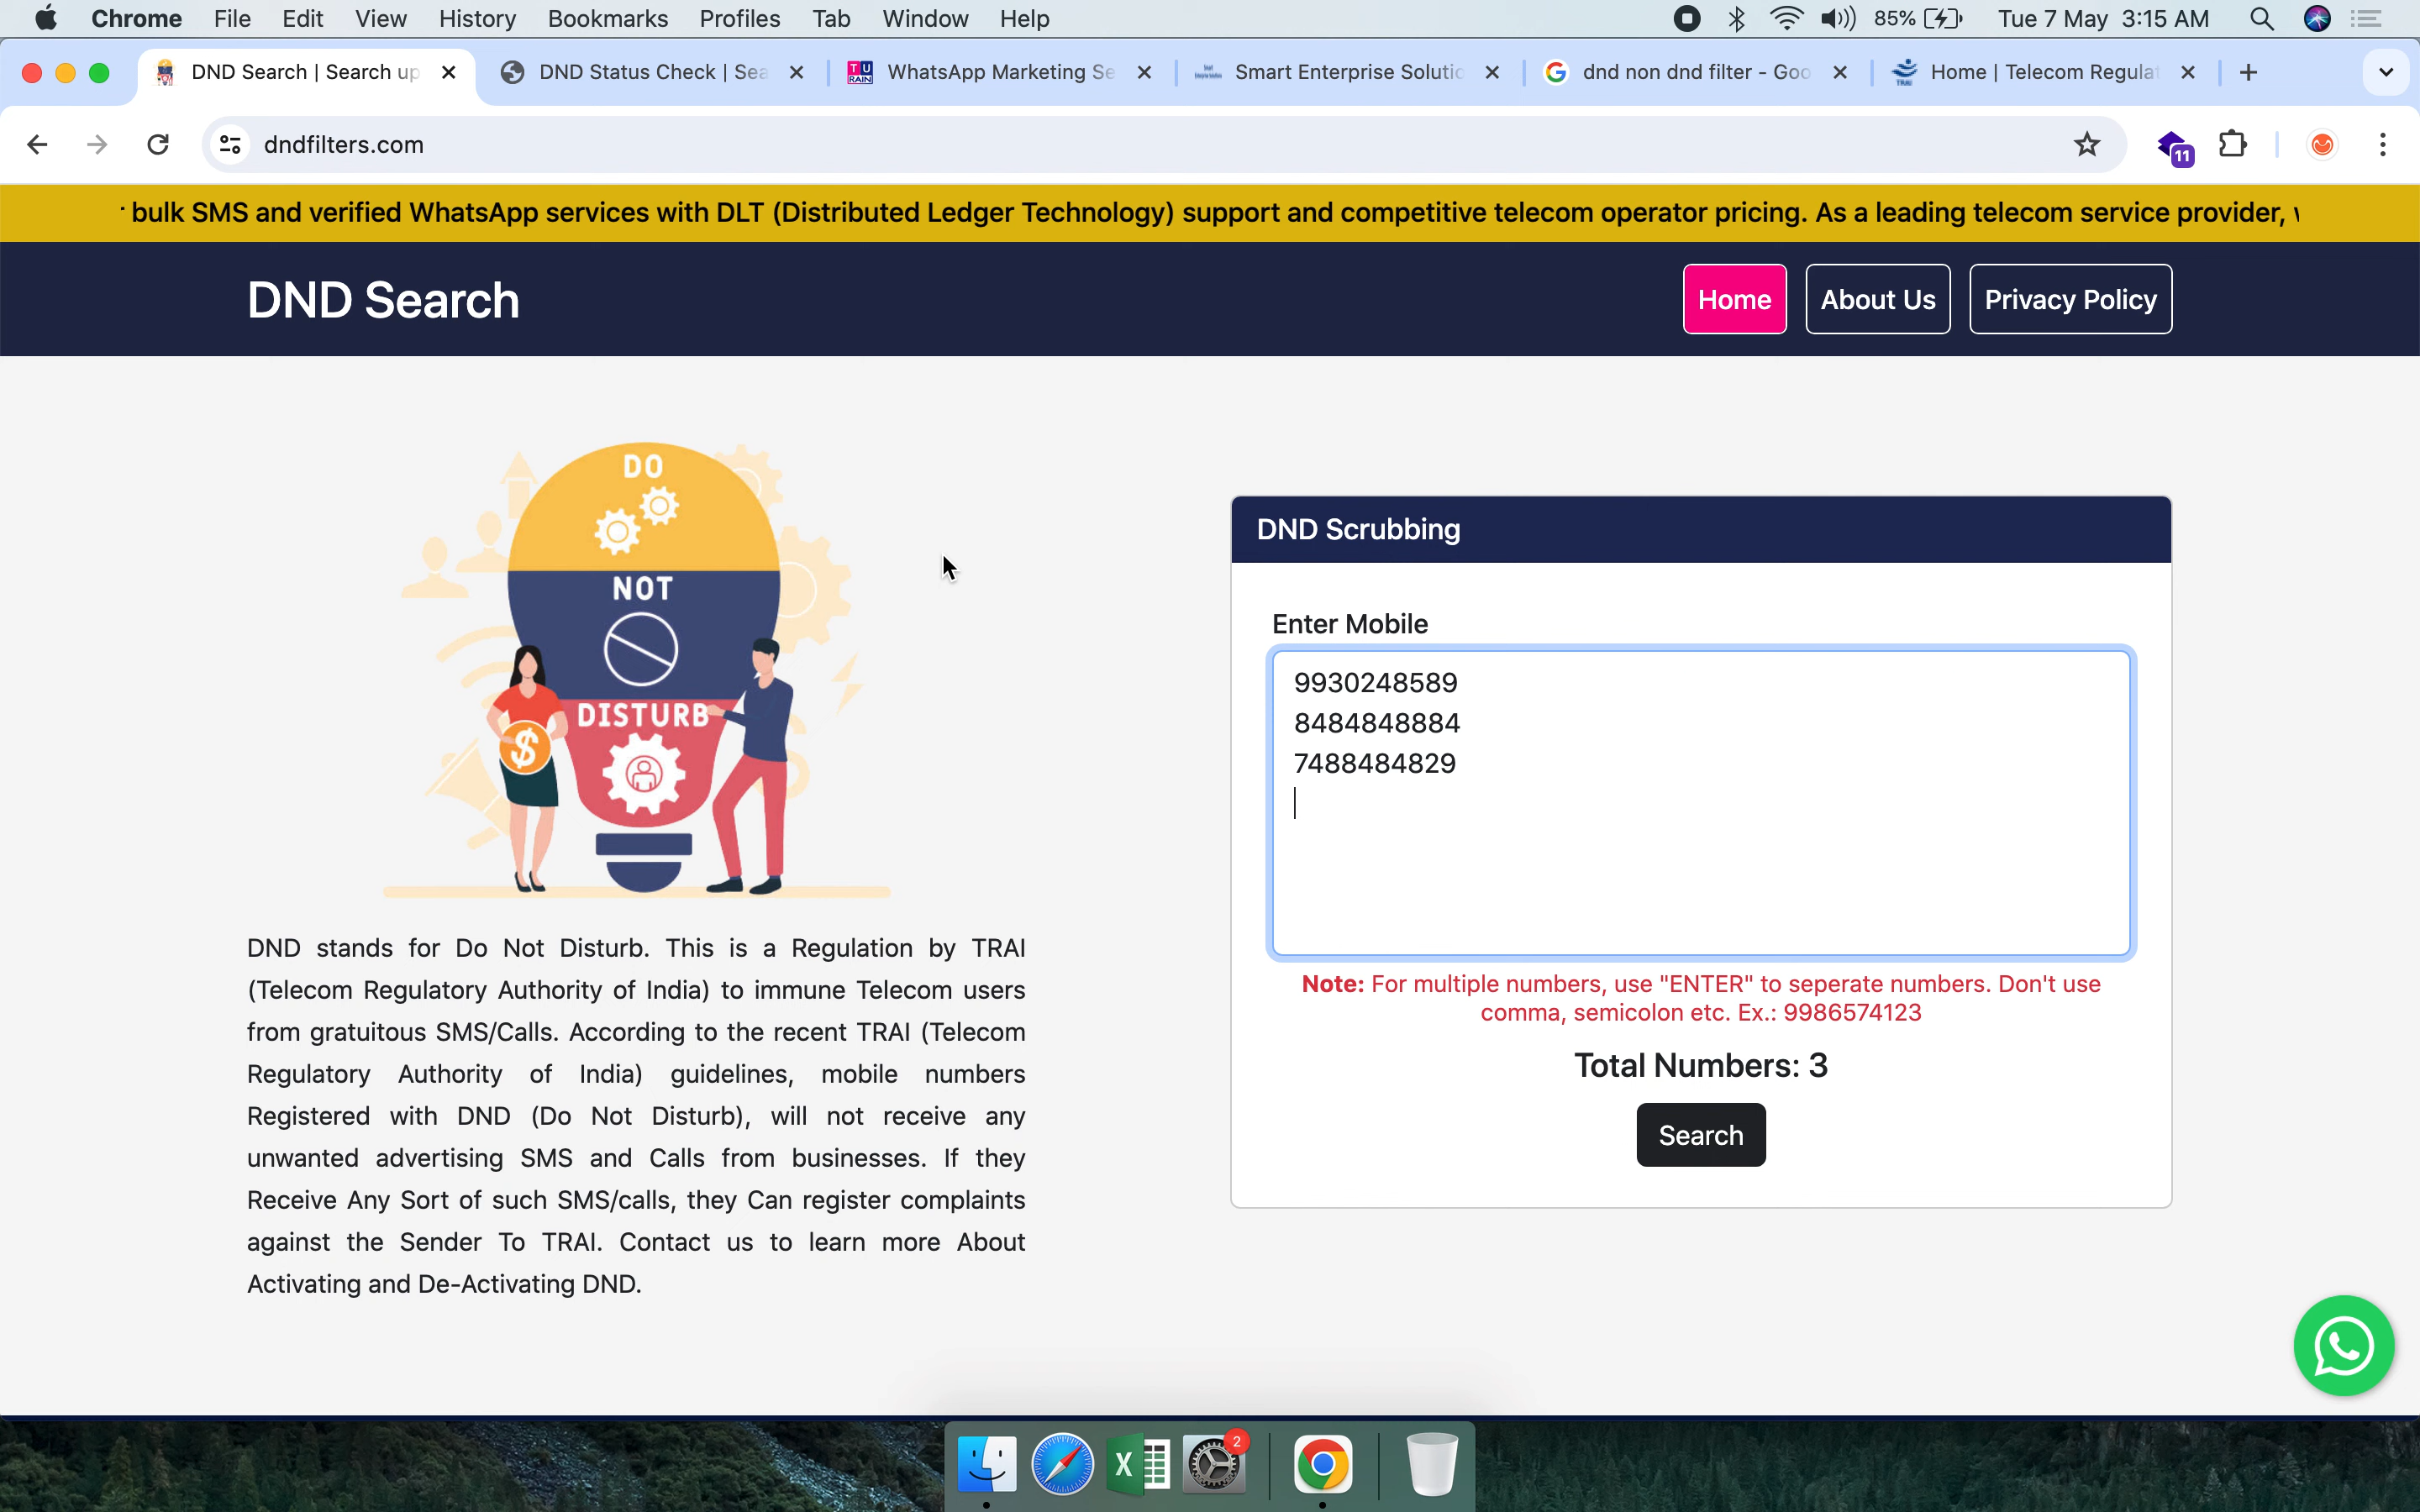 Chrome File Edit View History Bookmarks Profiles Tab Window Help 85% Tue 7 May 3:15 AM
DND Search | Search up DND Status Check | Sea WhatsApp Marketing Se Smart Enterprise Solutio dnd non dnd filter - Goo Home | Telecom Regulat
dndfilters.com 11
bulk SMS and verified WhatsApp services with DLT (Distributed Ledger Technology) support and competitive telecom operator pricing. As a leading telecom service provider,
DND Search Home About Us Privacy Policy
DO
NOT
DISTURB
$
DND stands for Do Not Disturb. This is a Regulation by TRAI
(Telecom Regulatory Authority of India) to immune Telecom users
from gratuitous SMS/Calls. According to the recent TRAI (Telecom
Regulatory Authority of India) guidelines, mobile numbers
Registered with DND (Do Not Disturb), will not receive any
unwanted advertising SMS and Calls from businesses. If they
Receive Any Sort of such SMS/calls, they Can register complaints
against the Sender To TRAI. Contact us to learn more About
Activating and De-Activating DND.
DND Scrubbing
Enter Mobile
9930248589
8484848884
7488484829
Note: For multiple numbers, use "ENTER" to seperate numbers. Don't use
comma, semicolon etc. Ex.: 9986574123
Total Numbers: 3
Search
2